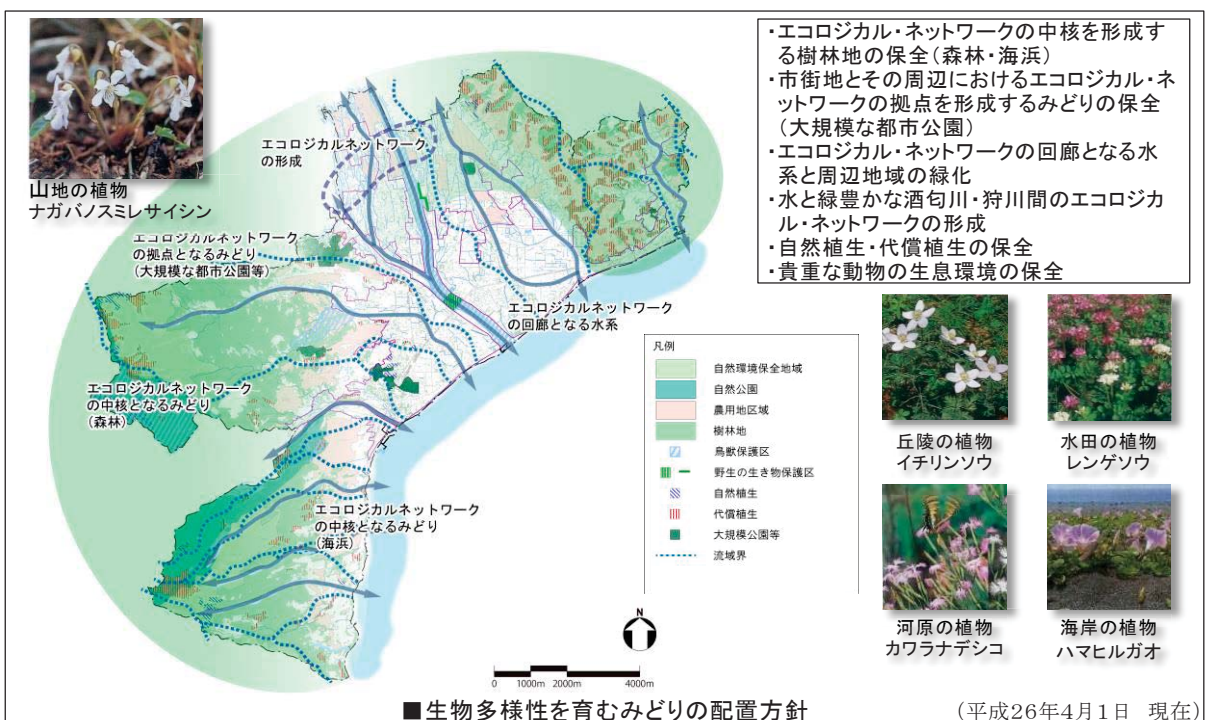 ・エコロジカル・ネットワークの中核を形成す
る樹林地の保全(森林・海浜)
・市街地とその周辺におけるエコロジカル・ネ
ットワークの拠点を形成するみどりの保全
(大規模な都市公園)
・エコロジカル・ネットワークの回廊となる水
系と周辺地域の緑化
・水と緑豊かな酒匂川・狩川間のエコロジカ
ル・ネットワークの形成
・自然植生・代償植生の保全
・貴重な動物の生息環境の保全
山地の植物
ナガバノスミレサイシン
エコロジカルネットワーク
の形成
エコロジカルネットワーク
の拠点となるみどり
(大規模な都市公園等)
エコロジカルネットワーク
の回廊となる水系
エコロジカルネットワーク
の中核となるみどり
(森林)
エコロジカルネットワーク
の中核となるみどり
(海浜)
凡例
自然環境保全地域
自然公園
農用地区域
樹林地
鳥獣保護区
野生の生き物保護区
自然植生
代償植生
大規模公園等
流域界
丘陵の植物
イチリンソウ
水田の植物
レンゲソウ
河原の植物
カワラナデシコ
海岸の植物
ハマヒルガオ
N
0 1000m 2000m 4000m
■生物多様性を育むみどりの配置方針
(平成26年4月1日 現在)